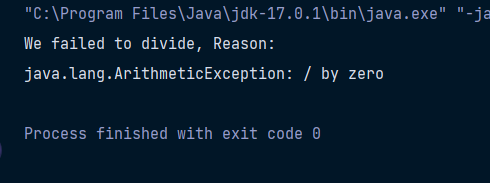 "C:\Program Files\Java\jdk-17.0.1\bin\java.exe" "-ja
We failed to divide, Reason:
java.lang.ArithmeticException: / by zero
Process finished with exit code 0